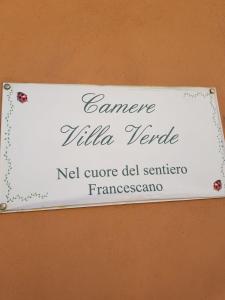 Camere
Villa Verde
Nel cuore del sentiero
Francescano